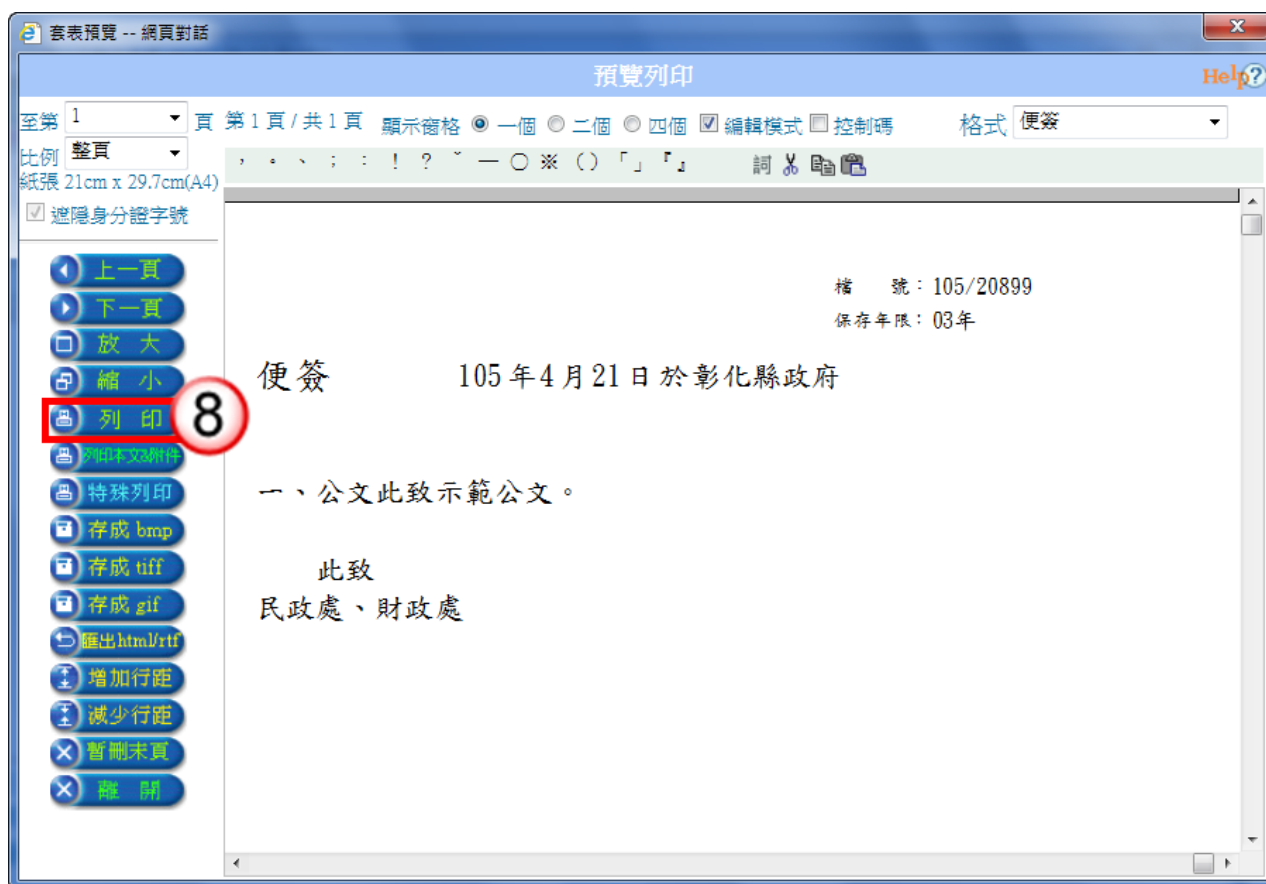 套表預覽 -- 網頁對話
預覽列印
Help?
至第 1 頁 第1頁/共1頁 顯示窗格 一個 二個 四個 編輯模式 控制碼 格式 便簽
比例 整頁
，。、；：！？ˇ—○※（）「」『』 詞
紙張 21cm x 29.7cm(A4)
遮隱身分證字號
上一頁
下一頁
放 大
縮 小
列 印
8
列印本文&附件
特殊列印
存成 bmp
存成 tiff
存成 gif
匯出html/rtf
增加行距
減少行距
暫刪末頁
離 開
檔 號：105/20899
保存年限：03年
便簽 105年4月21日於彰化縣政府
一、公文此致示範公文。
此致
民政處、財政處